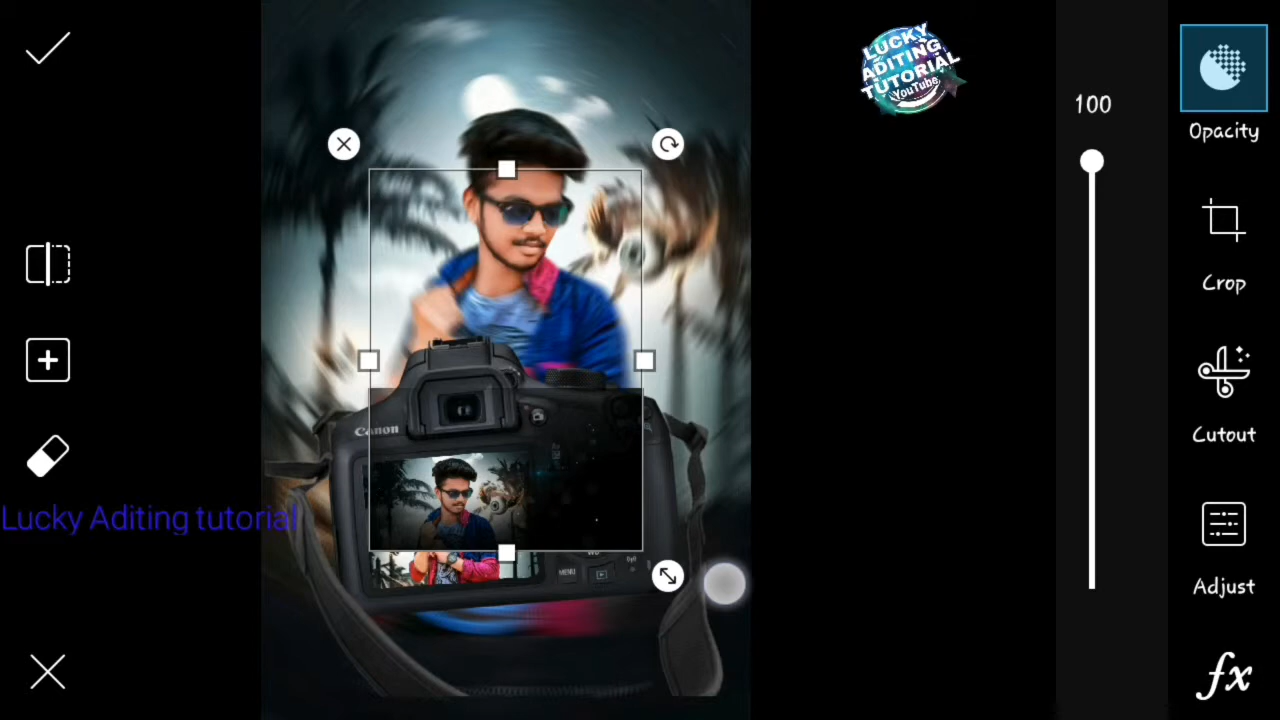 LUCKY
ADITING
TUTORIAL
YouTube
100
Opacity
Crop
Canon
Cutout
Lucky Aditing tutorial
MENU
Adjust
fx